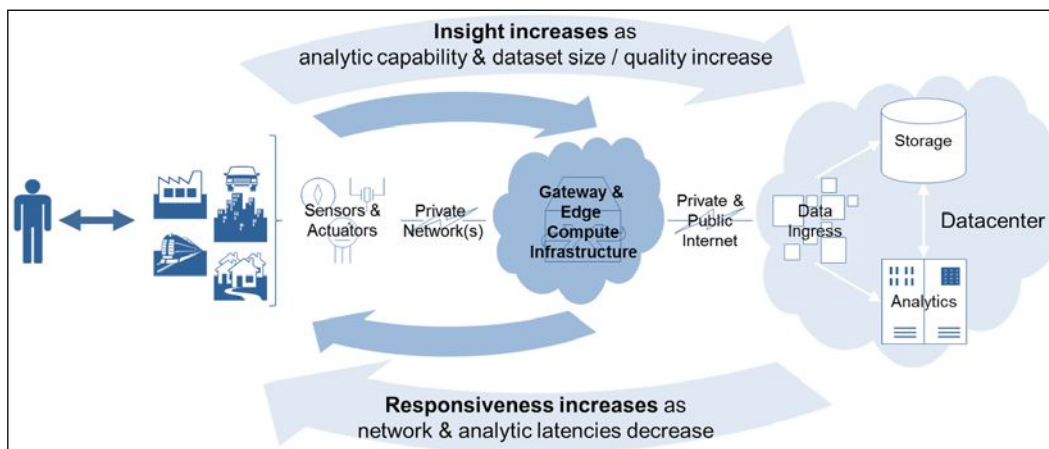 Insight increases as
analytic capability & dataset size / quality increase
Sensors &
Actuators
Private
Network(s)
Gateway &
Edge
Compute
Infrastructure
Private &
Public
Internet
Data
Ingress
Storage
Datacenter
Analytics
Responsiveness increases as
network & analytic latencies decrease